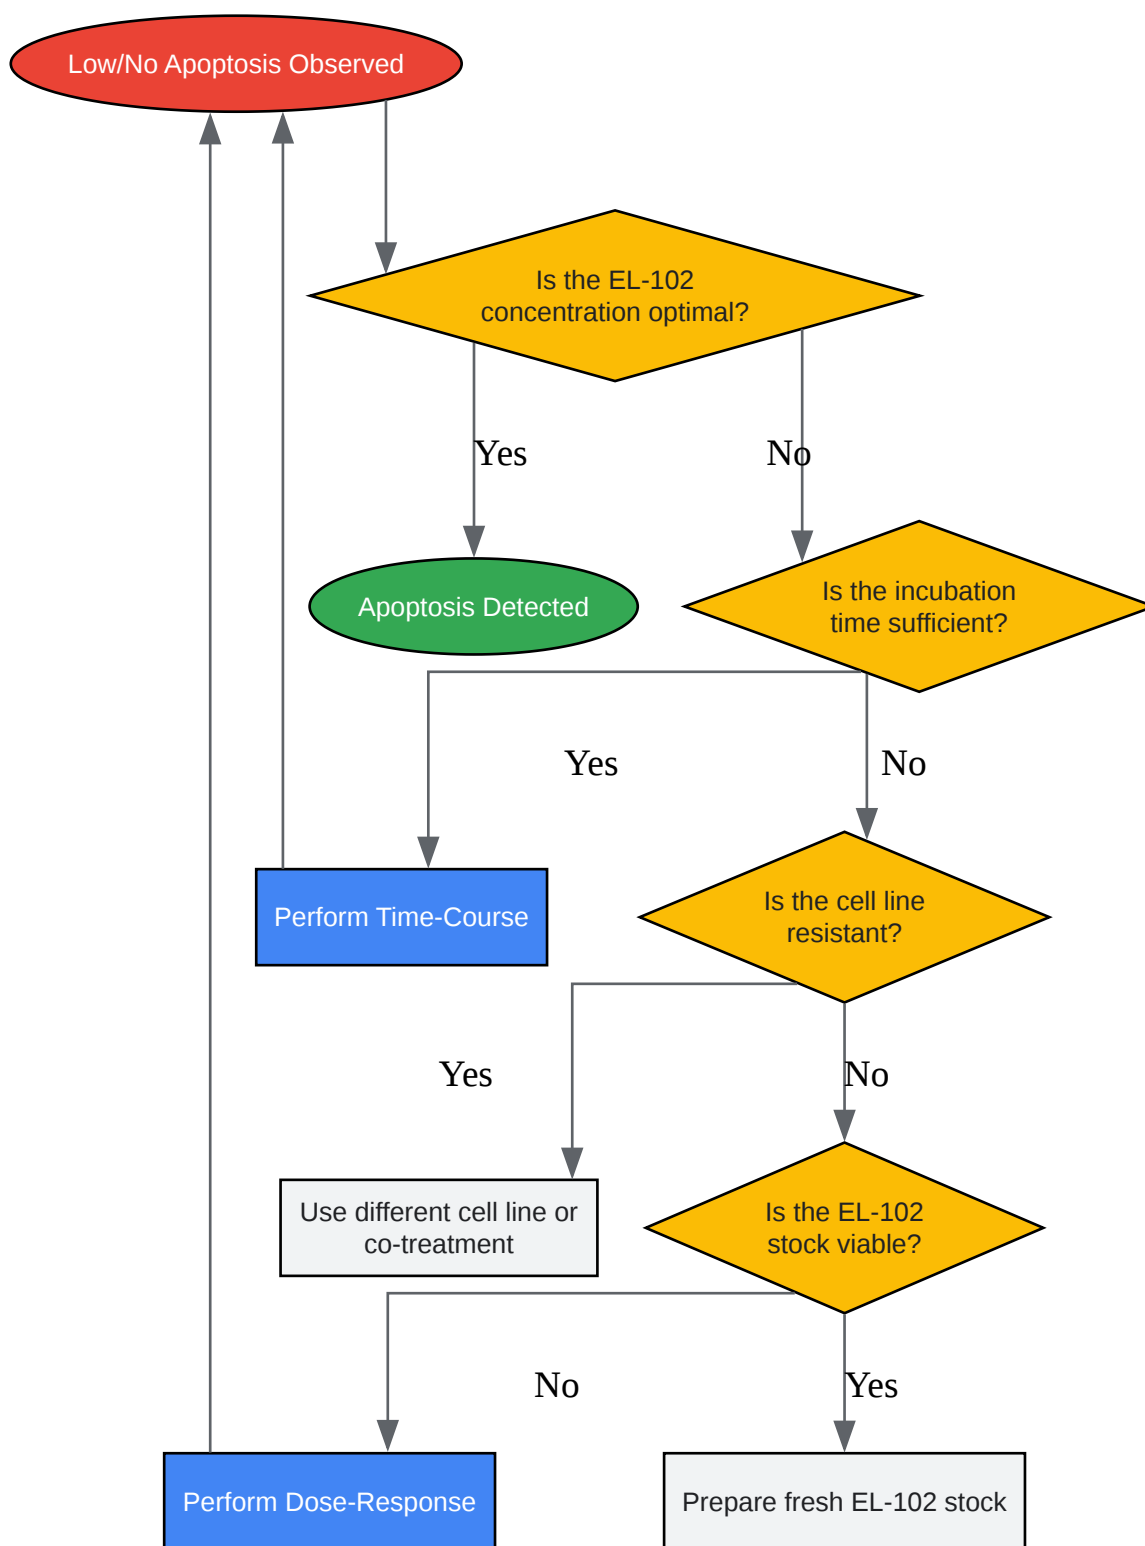 Low/No Apoptosis Observed
Is the EL-102
concentration optimal?
Yes
No
Apoptosis Detected
Is the incubation
time sufficient?
Yes
No
Perform Time-Course
Is the cell line
resistant?
Yes
No
Use different cell line or
co-treatment
Is the EL-102
stock viable?
No
Yes
Perform Dose-Response
Prepare fresh EL-102 stock